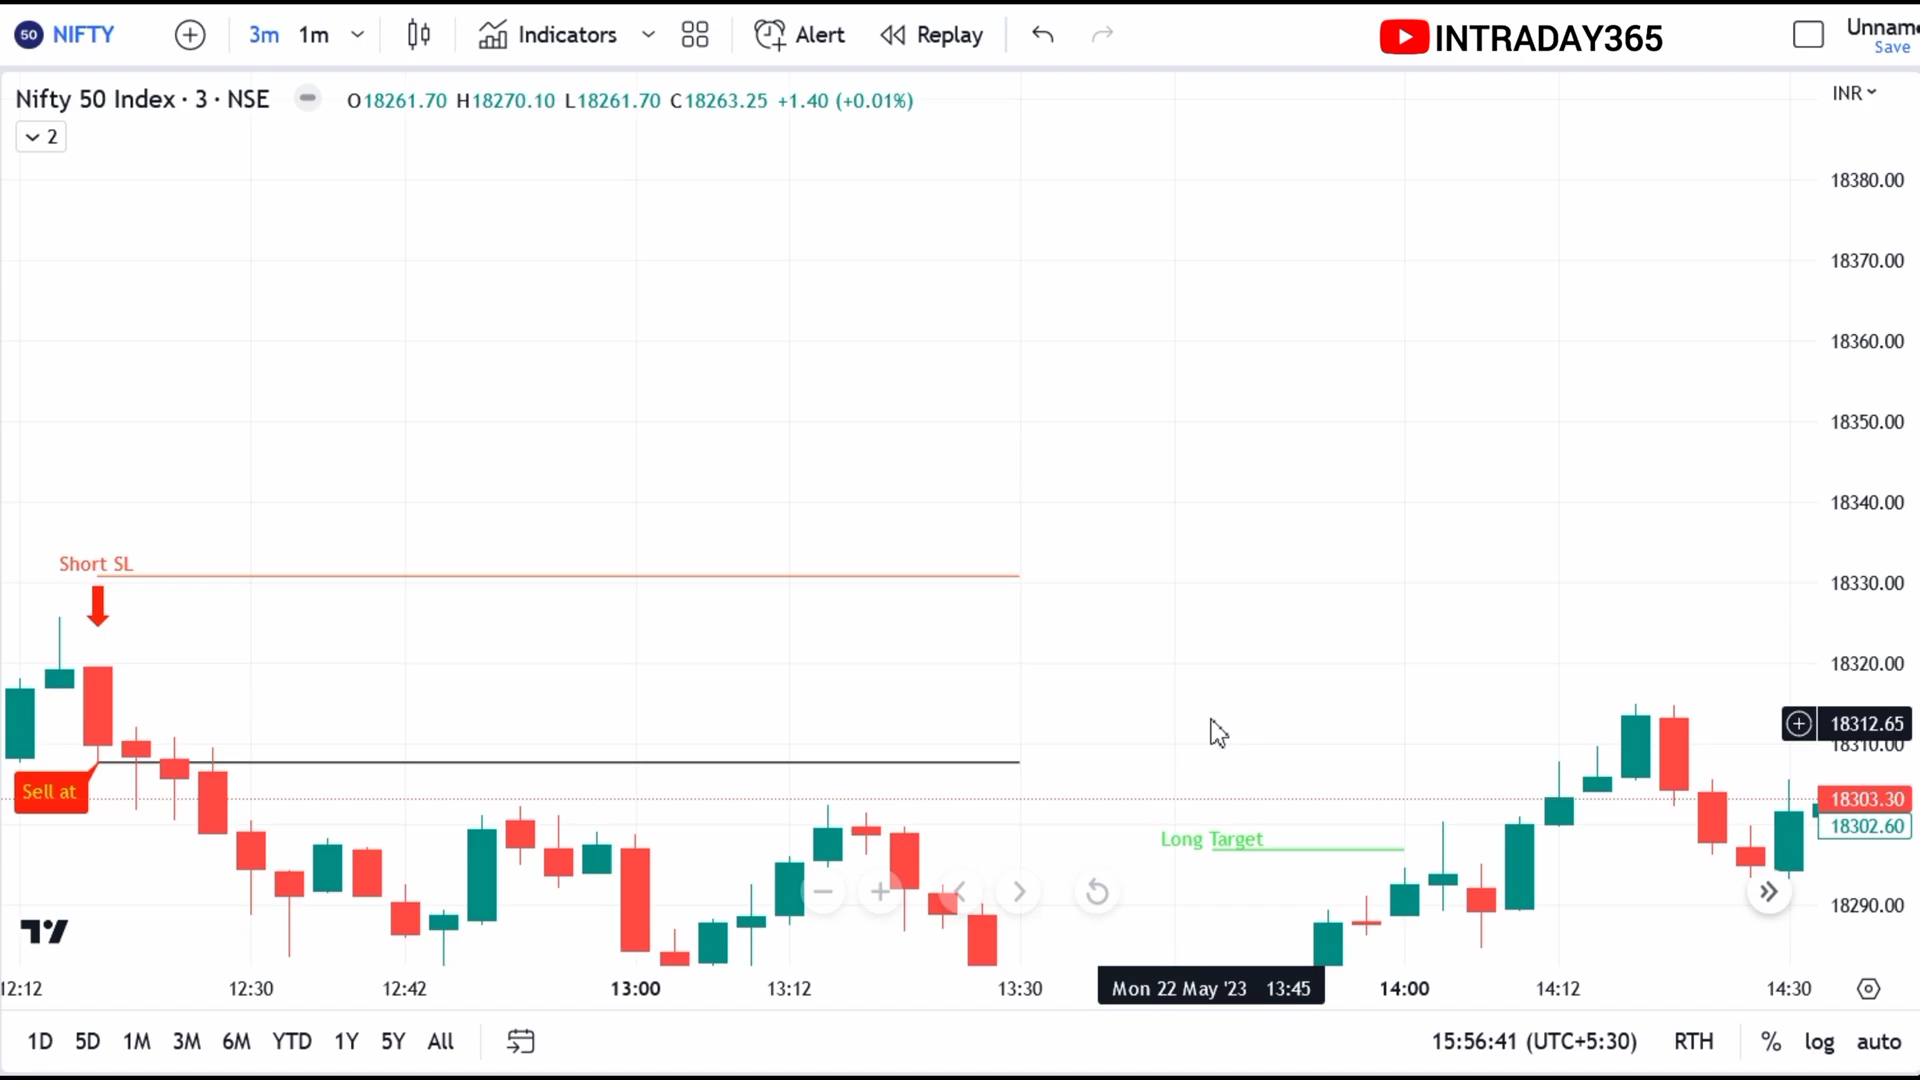 50 NIFTY 3m 1m Indicators Alert Replay INTRADAY365
Save
Nifty 50 Index · 3 · NSE O18261.70 H18270.10 L18261.70 C18263.25 +1.40 (+0.01%) INR
2
18380.00
18370.00
18360.00
18350.00
18340.00
Short SL
18330.00
18320.00
18312.65
18310.00
Sell at
18303.30
18302.60
Long Target
18290.00
12:30 12:42 13:00 13:12 13:30 Mon 22 May '23 13:45 14:00 14:12 14:30
1D 5D 1M 3M 6M YTD 1Y 5Y All 15:56:41 (UTC+5:30) RTH % log auto